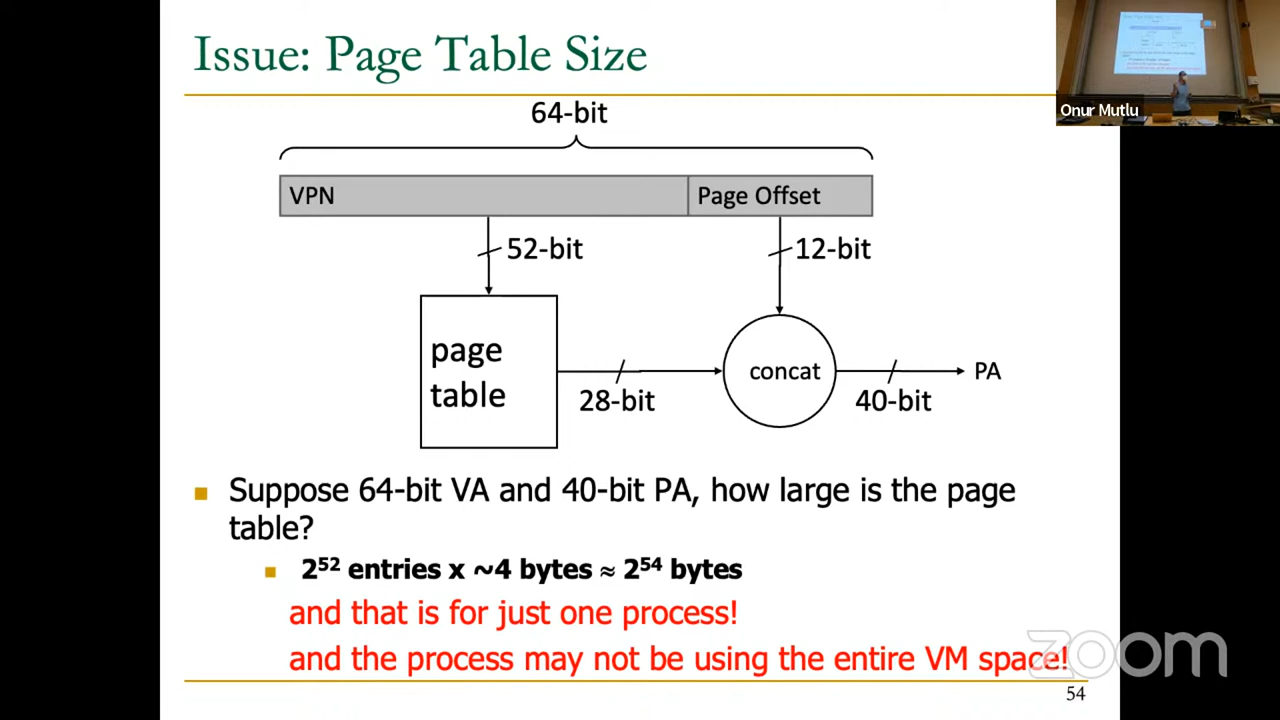 Issue: Page Table Size
Onur Mutlu
64-bit
VPN
Page Offset
52-bit
12-bit
page
table
28-bit
concat
40-bit
PA
■ Suppose 64-bit VA and 40-bit PA, how large is the page
table?
■ 2⁵² entries x ~4 bytes ≈ 2⁵⁴ bytes
and that is for just one process!
and the process may not be using the entire VM space!
zoom
54